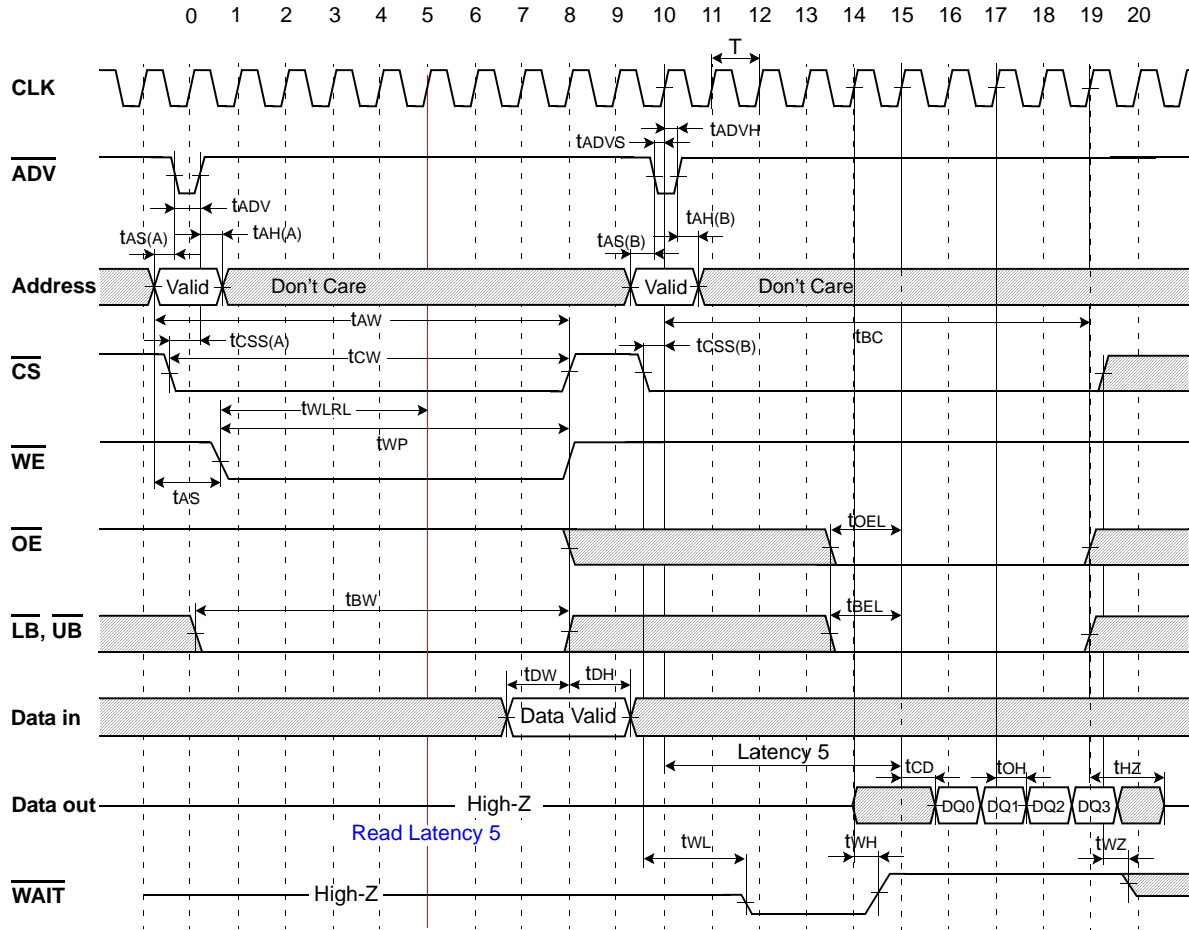 0 1 2 3 4 5 6 7 8 9 10 11 12 13 14 15 16 17 18 19 20
T
CLK
tADVH
tADVS
ADV
tADV
tAH(B)
tAS(A) tAH(A) tAS(B)
Address Valid Don't Care Valid Don't Care
tAW
tCSS(A) tCW tCSS(B) tBC
CS
tWLRL
tWP
WE
tAS
OE tOEL
tBW tBEL
LB, UB
tDW tDH
Data in Data Valid
Latency 5
tCD tOH tHZ
Data out High-Z DQ0 DQ1 DQ2 DQ3
Read Latency 5
tWL tWH tWZ
WAIT High-Z